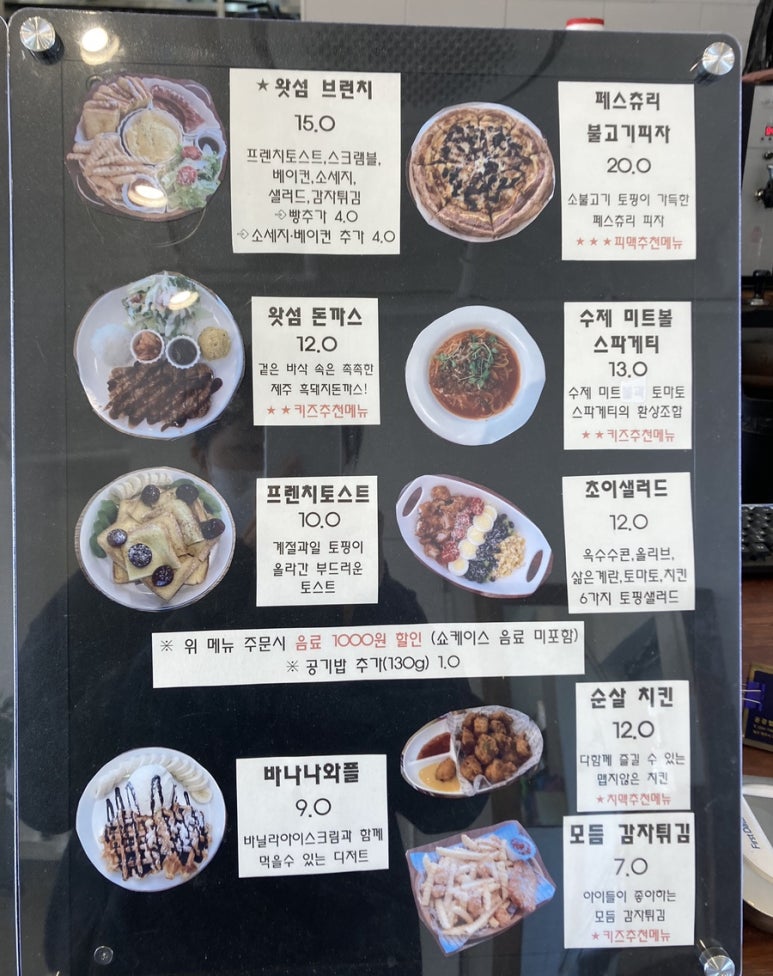 ★왓섬 브런치
15.0
프렌치토스트,스크램블,
베이컨,소세지,
샐러드,감자튀김
➩빵추가 4.0
➩소세지·베이컨 추가 4.0
페스츄리
불고기피자
20.0
소불고기 토핑이 가득한
페스츄리 피자
★★★피맥추천메뉴
왓섬 돈까스
12.0
겉은 바삭 속은 촉촉한
제주 흑돼지돈까스!
★★키즈추천메뉴
수제 미트볼
스파게티
13.0
수제 미트 토마토
스파게티의 환상조합
★★키즈추천메뉴
프렌치토스트
10.0
계절과일 토핑이
올라간 부드러운
토스트
초이샐러드
12.0
옥수수콘,올리브,
삶은계란,토마토,치킨
6가지 토핑샐러드
※ 위 메뉴 주문시 음료 1000원 할인 (쇼케이스 음료 미포함)
※공기밥 추가(130g) 1.0
순살 치킨
12.0
다함께 즐길 수 있는
맵지않은 치킨
★치맥추천메뉴
바나나와플
9.0
바닐라아이스크림과 함께
먹을수 있는 디저트
모듬 감자튀김
7.0
아이들이 좋아하는
모듬 감자튀김
★키즈추천메뉴